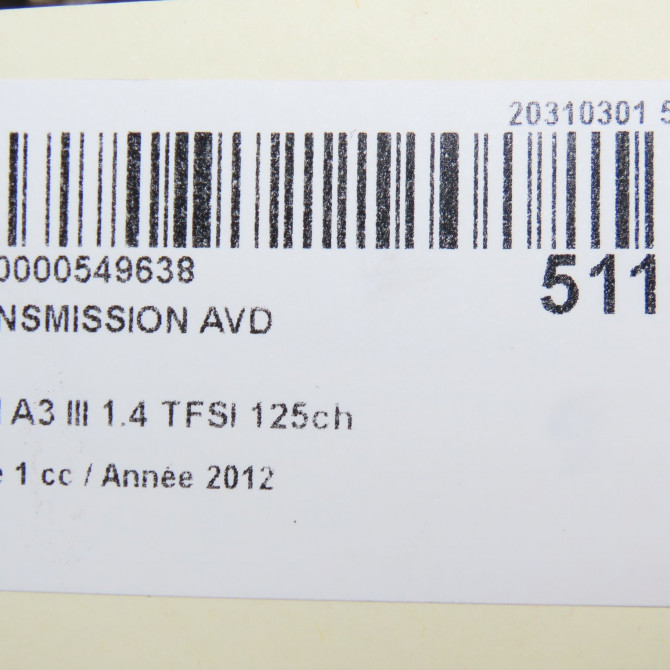 20310301 5
0000549638
511
NSMISSION AVD
A3 III 1.4 TFSI 125ch
1 cc / Année 2012